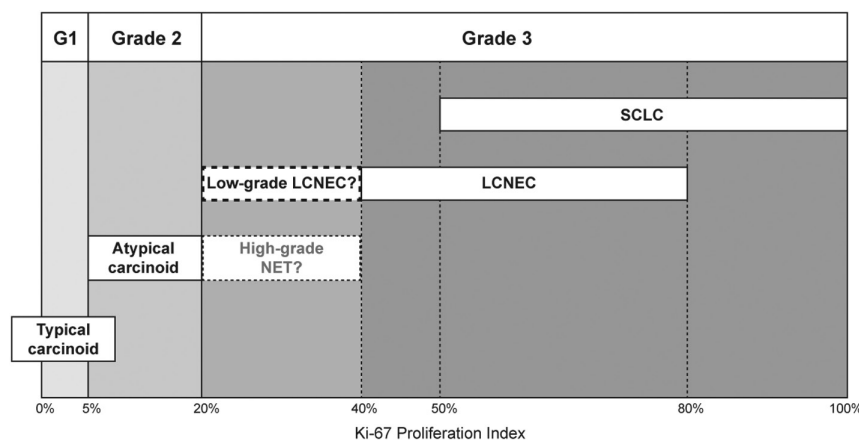 G1 Grade 2 Grade 3
SCLC
Low-grade LCNEC? LCNEC
Atypical
carcinoid
High-grade
NET?
Typical
carcinoid
0% 5% 20% 40% 50% 80% 100%
Ki-67 Proliferation Index